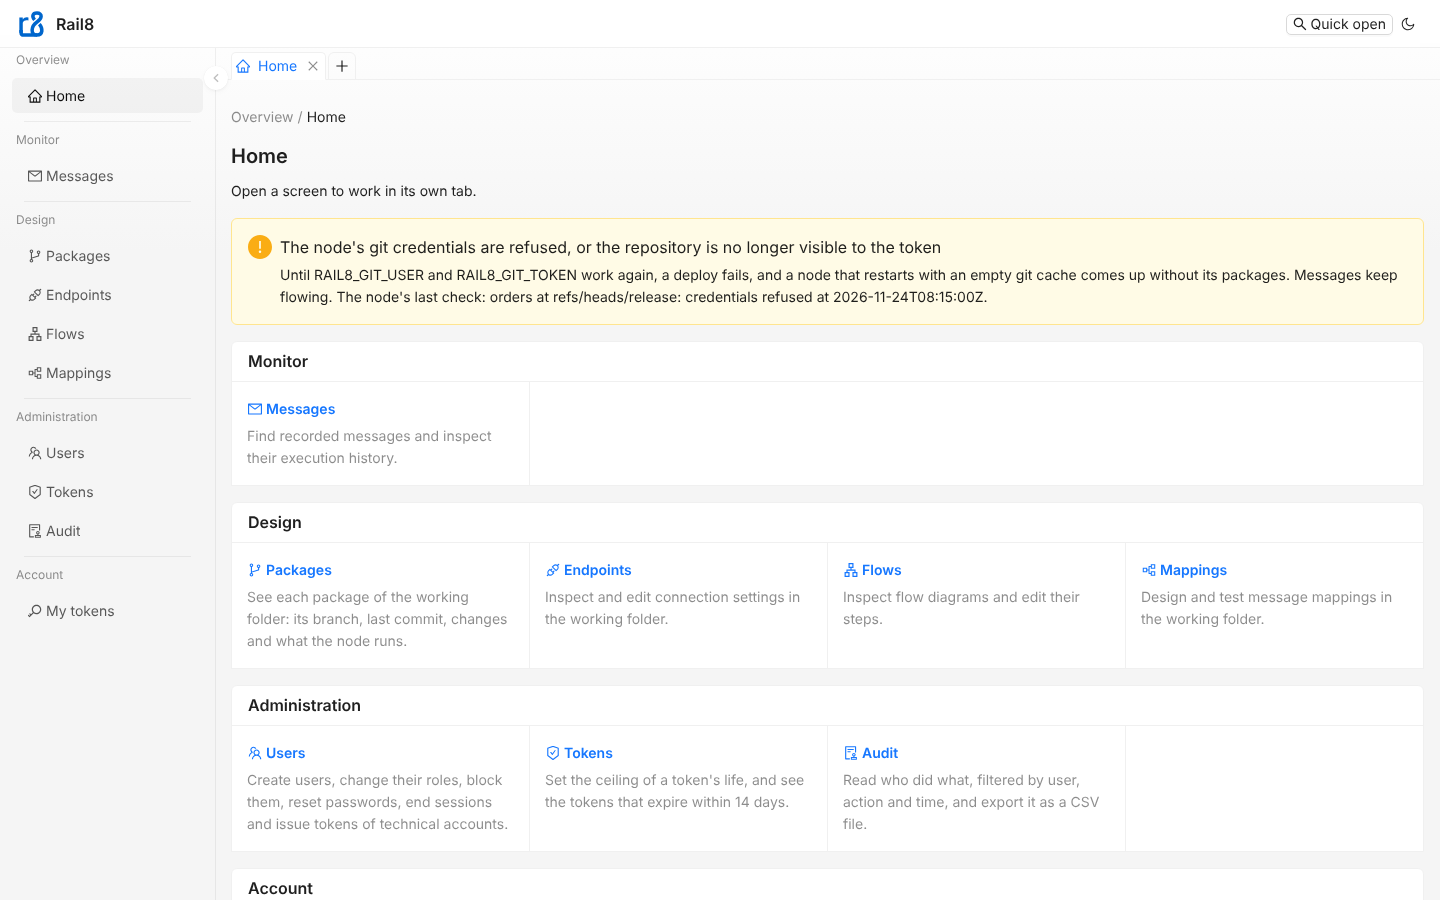 Rail8
Quick open
Overview
Home
Monitor
Messages
Design
Packages
Endpoints
Flows
Mappings
Administration
Users
Tokens
Audit
Account
My tokens
Home
Overview / Home
Home
Open a screen to work in its own tab.
The node's git credentials are refused, or the repository is no longer visible to the token
Until RAIL8_GIT_USER and RAIL8_GIT_TOKEN work again, a deploy fails, and a node that restarts with an empty git cache comes up without its packages. Messages keep
flowing. The node's last check: orders at refs/heads/release: credentials refused at 2026-11-24T08:15:00Z.
Monitor
Messages
Find recorded messages and inspect
their execution history.
Design
Packages
See each package of the working
folder: its branch, last commit, changes
and what the node runs.
Endpoints
Inspect and edit connection settings in
the working folder.
Flows
Inspect flow diagrams and edit their
steps.
Mappings
Design and test message mappings in
the working folder.
Administration
Users
Create users, change their roles, block
them, reset passwords, end sessions
and issue tokens of technical accounts.
Tokens
Set the ceiling of a token's life, and see
the tokens that expire within 14 days.
Audit
Read who did what, filtered by user,
action and time, and export it as a CSV
file.
Account